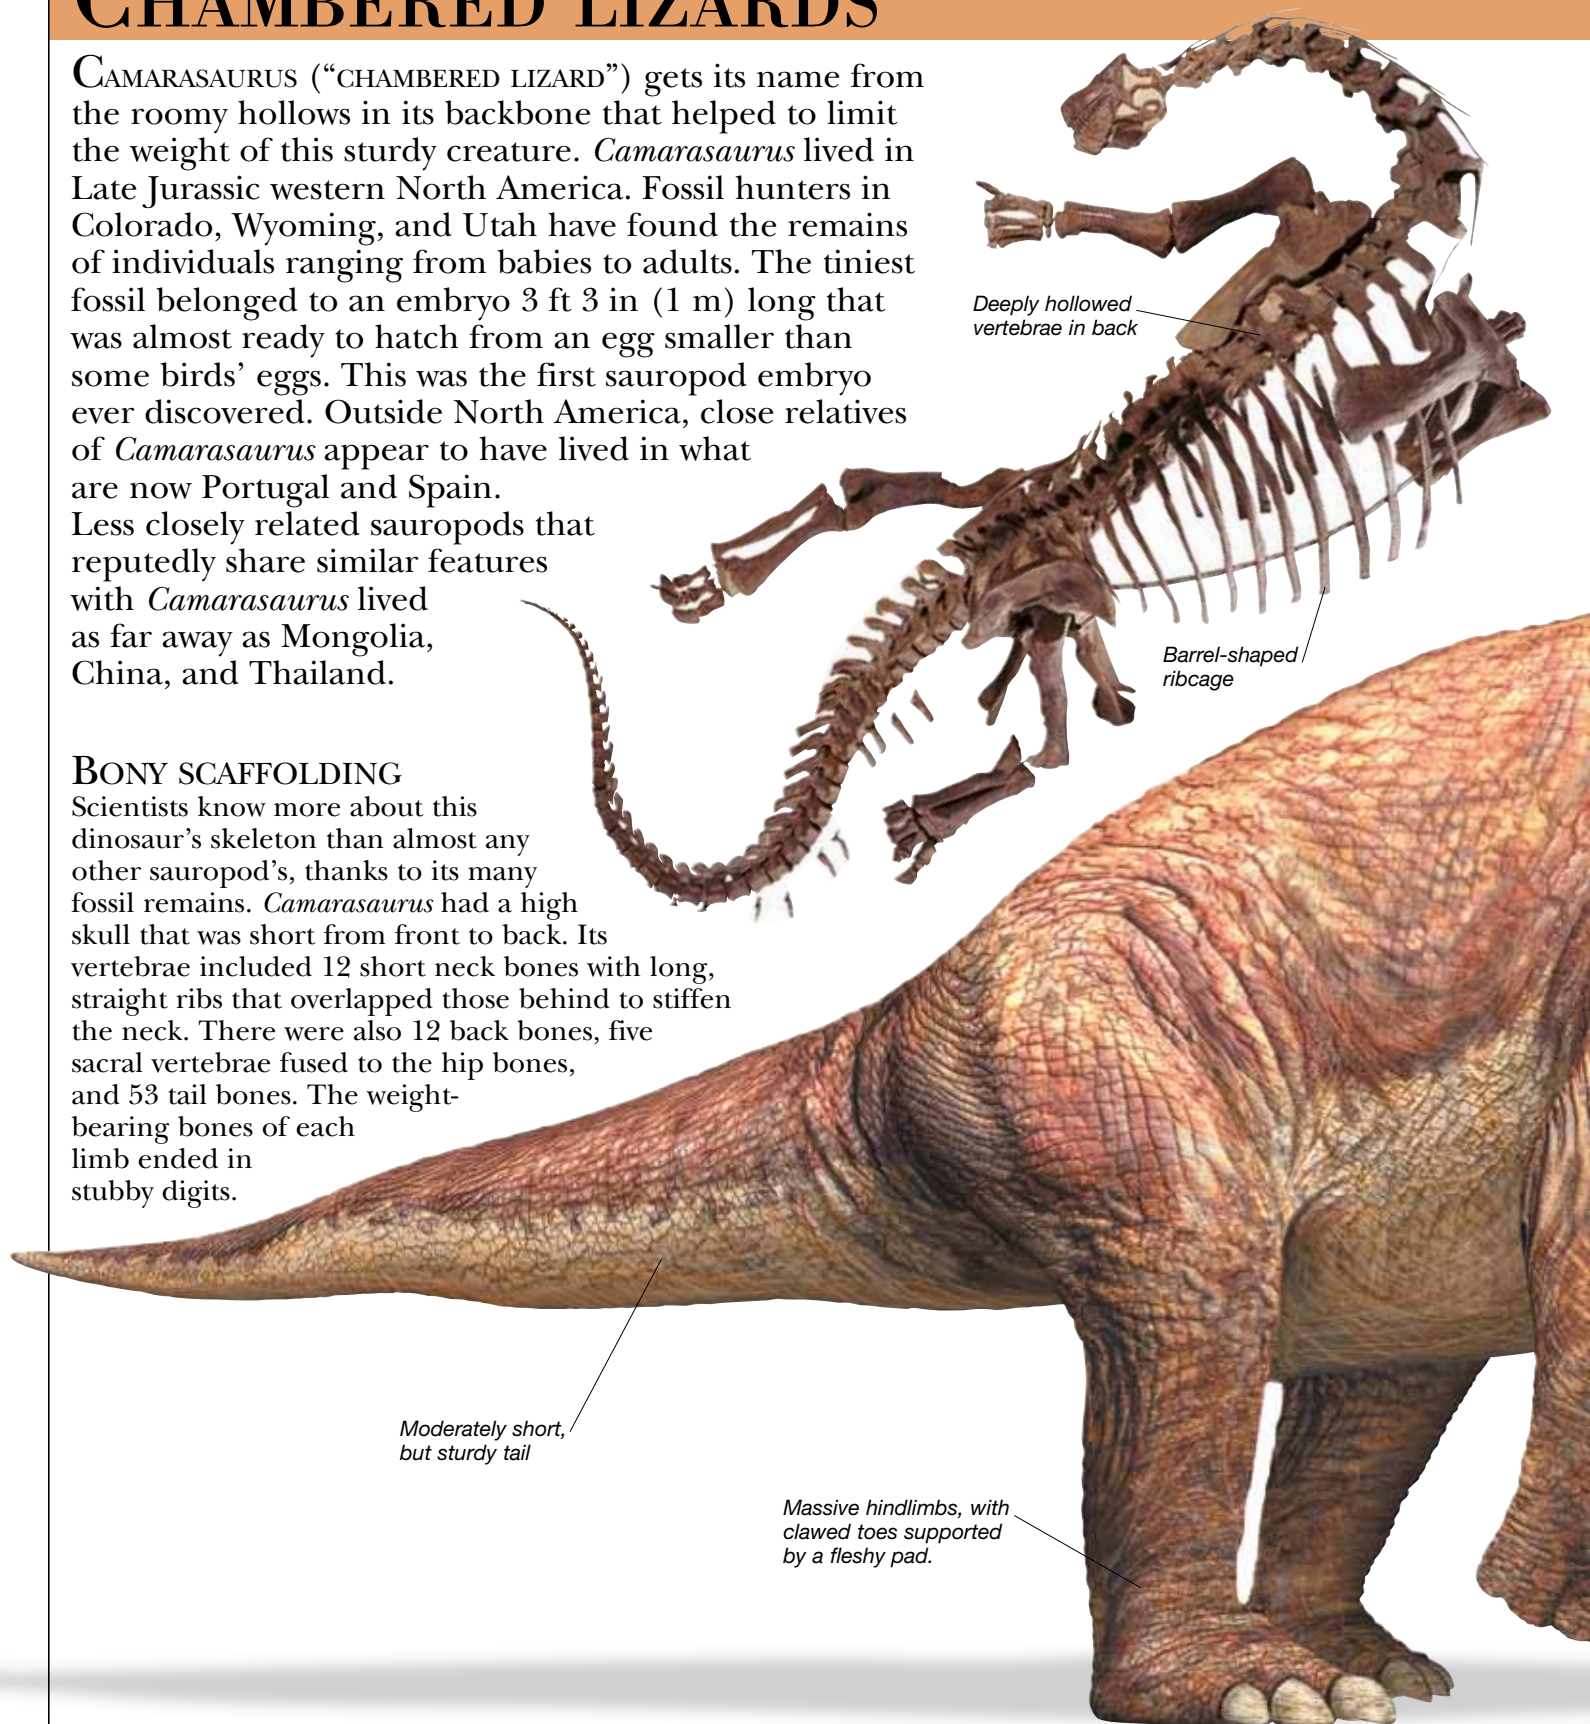 CHAMBERED LIZARDS
CAMARASAURUS (“CHAMBERED LIZARD”) gets its name from
the roomy hollows in its backbone that helped to limit
the weight of this sturdy creature. Camarasaurus lived in
Late Jurassic western North America. Fossil hunters in
Colorado, Wyoming, and Utah have found the remains
of individuals ranging from babies to adults. The tiniest
fossil belonged to an embryo 3 ft 3 in (1 m) long that
was almost ready to hatch from an egg smaller than
some birds’ eggs. This was the first sauropod embryo
ever discovered. Outside North America, close relatives
of Camarasaurus appear to have lived in what
are now Portugal and Spain.
Less closely related sauropods that
reputedly share similar features
with Camarasaurus lived
as far away as Mongolia,
China, and Thailand.
Deeply hollowed
vertebrae in back
Barrel-shaped
ribcage
BONY SCAFFOLDING
Scientists know more about this
dinosaur’s skeleton than almost any
other sauropod’s, thanks to its many
fossil remains. Camarasaurus had a high
skull that was short from front to back. Its
vertebrae included 12 short neck bones with long,
straight ribs that overlapped those behind to stiffen
the neck. There were also 12 back bones, five
sacral vertebrae fused to the hip bones,
and 53 tail bones. The weight-
bearing bones of each
limb ended in
stubby digits.
Moderately short,
but sturdy tail
Massive hindlimbs, with
clawed toes supported
by a fleshy pad.